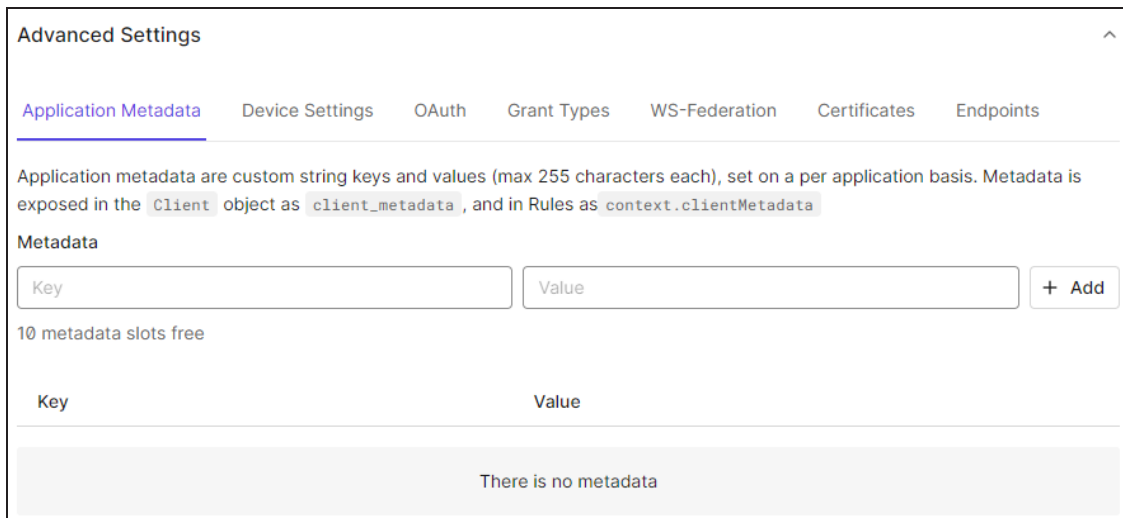 Advanced Settings
Application Metadata Device Settings OAuth Grant Types WS-Federation Certificates Endpoints
Application metadata are custom string keys and values (max 255 characters each), set on a per application basis. Metadata is
exposed in the Client object as client_metadata , and in Rules as context.clientMetadata
Metadata
Key Value + Add
10 metadata slots free
Key Value
There is no metadata